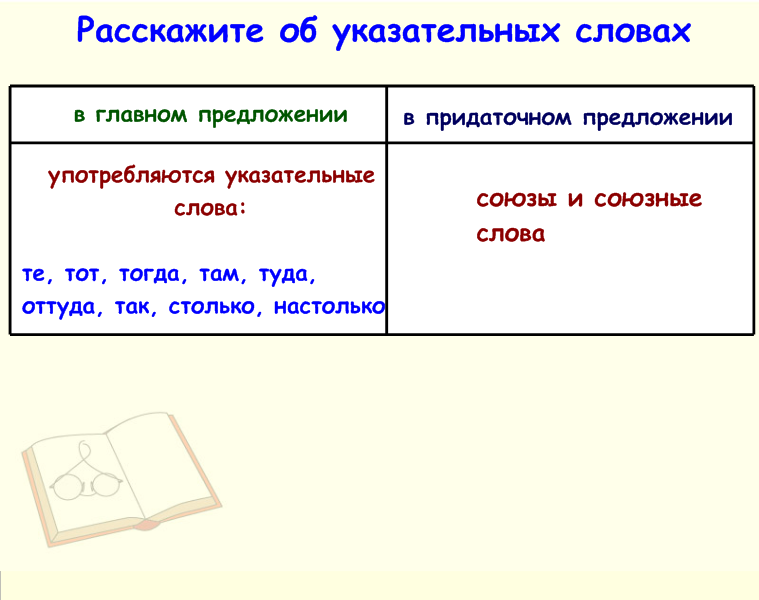 Расскажите об указательных словах
в главном предложении
в придаточном предложении
употребляются указательные
слова:
те, тот, тогда, там, туда,
оттуда, так, столько, настолько
союзы и союзные
слова